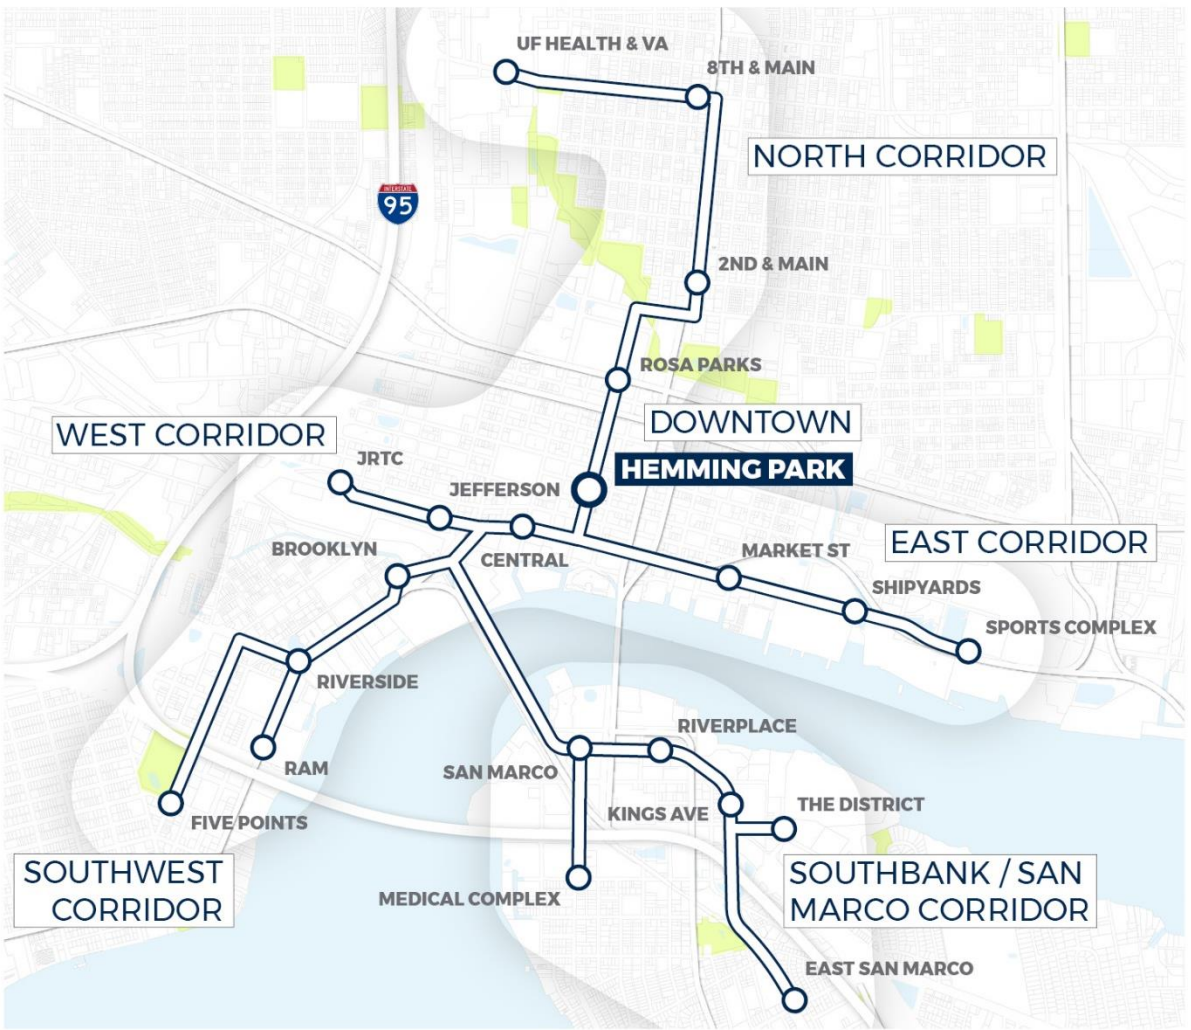 UF HEALTH & VA
8TH & MAIN
NORTH CORRIDOR
INTERSTATE
95
2ND & MAIN
ROSA PARKS
DOWNTOWN
WEST CORRIDOR
HEMMING PARK
JRTC
JEFFERSON
EAST CORRIDOR
BROOKLYN
CENTRAL
MARKET ST
SHIPYARDS
SPORTS COMPLEX
RIVERSIDE
RIVERPLACE
RAM
SAN MARCO
KINGS AVE
THE DISTRICT
FIVE POINTS
SOUTHWEST
CORRIDOR
SOUTHBANK / SAN
MARCO CORRIDOR
MEDICAL COMPLEX
EAST SAN MARCO